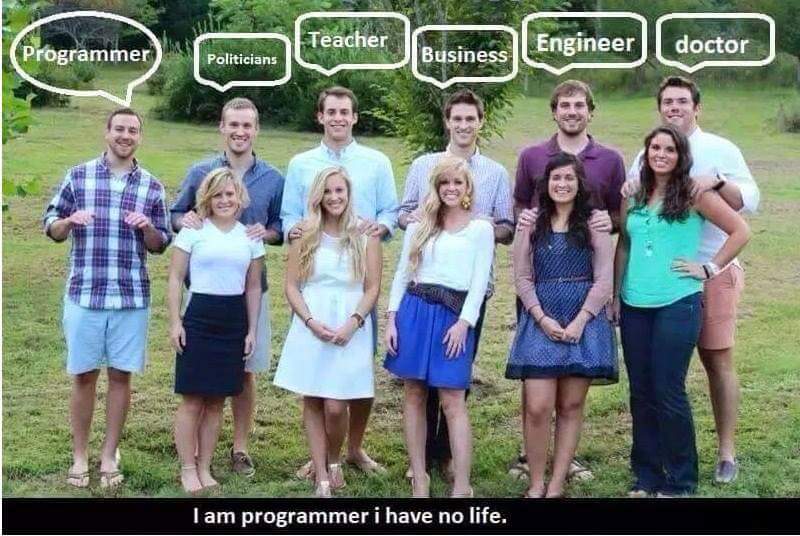 Programmer
Politicians
Teacher
Business
Engineer
doctor
I am programmer i have no life.